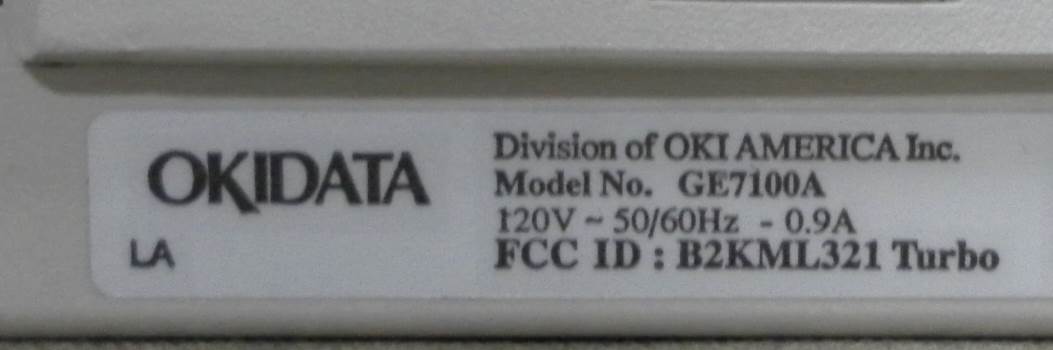 OKIDATA
LA
Division of OKI AMERICA Inc.
Model No. GE7100A
120V ~ 50/60Hz - 0.9A
FCC ID : B2KML321 Turbo